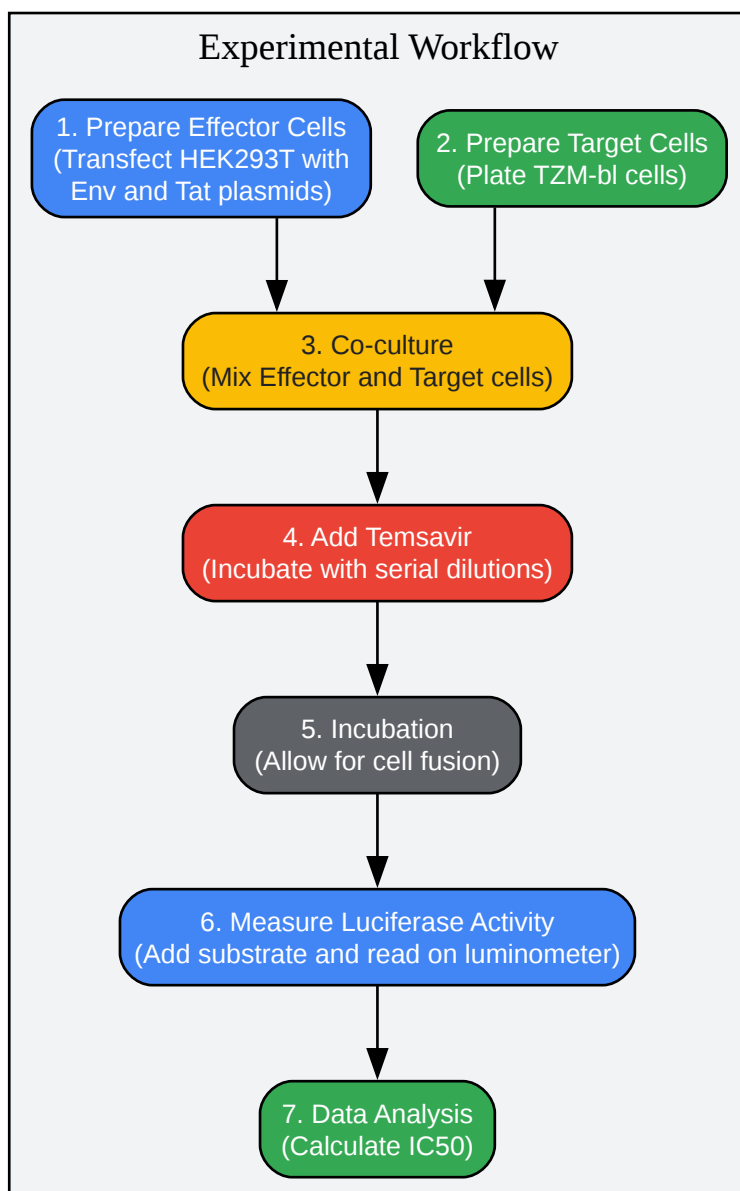 Experimental Workflow
1. Prepare Effector Cells
(Transfect HEK293T with
Env and Tat plasmids)
2. Prepare Target Cells
(Plate TZM-bl cells)
3. Co-culture
(Mix Effector and Target cells)
4. Add Temsavir
(Incubate with serial dilutions)
5. Incubation
(Allow for cell fusion)
6. Measure Luciferase Activity
(Add substrate and read on luminometer)
7. Data Analysis
(Calculate IC50)